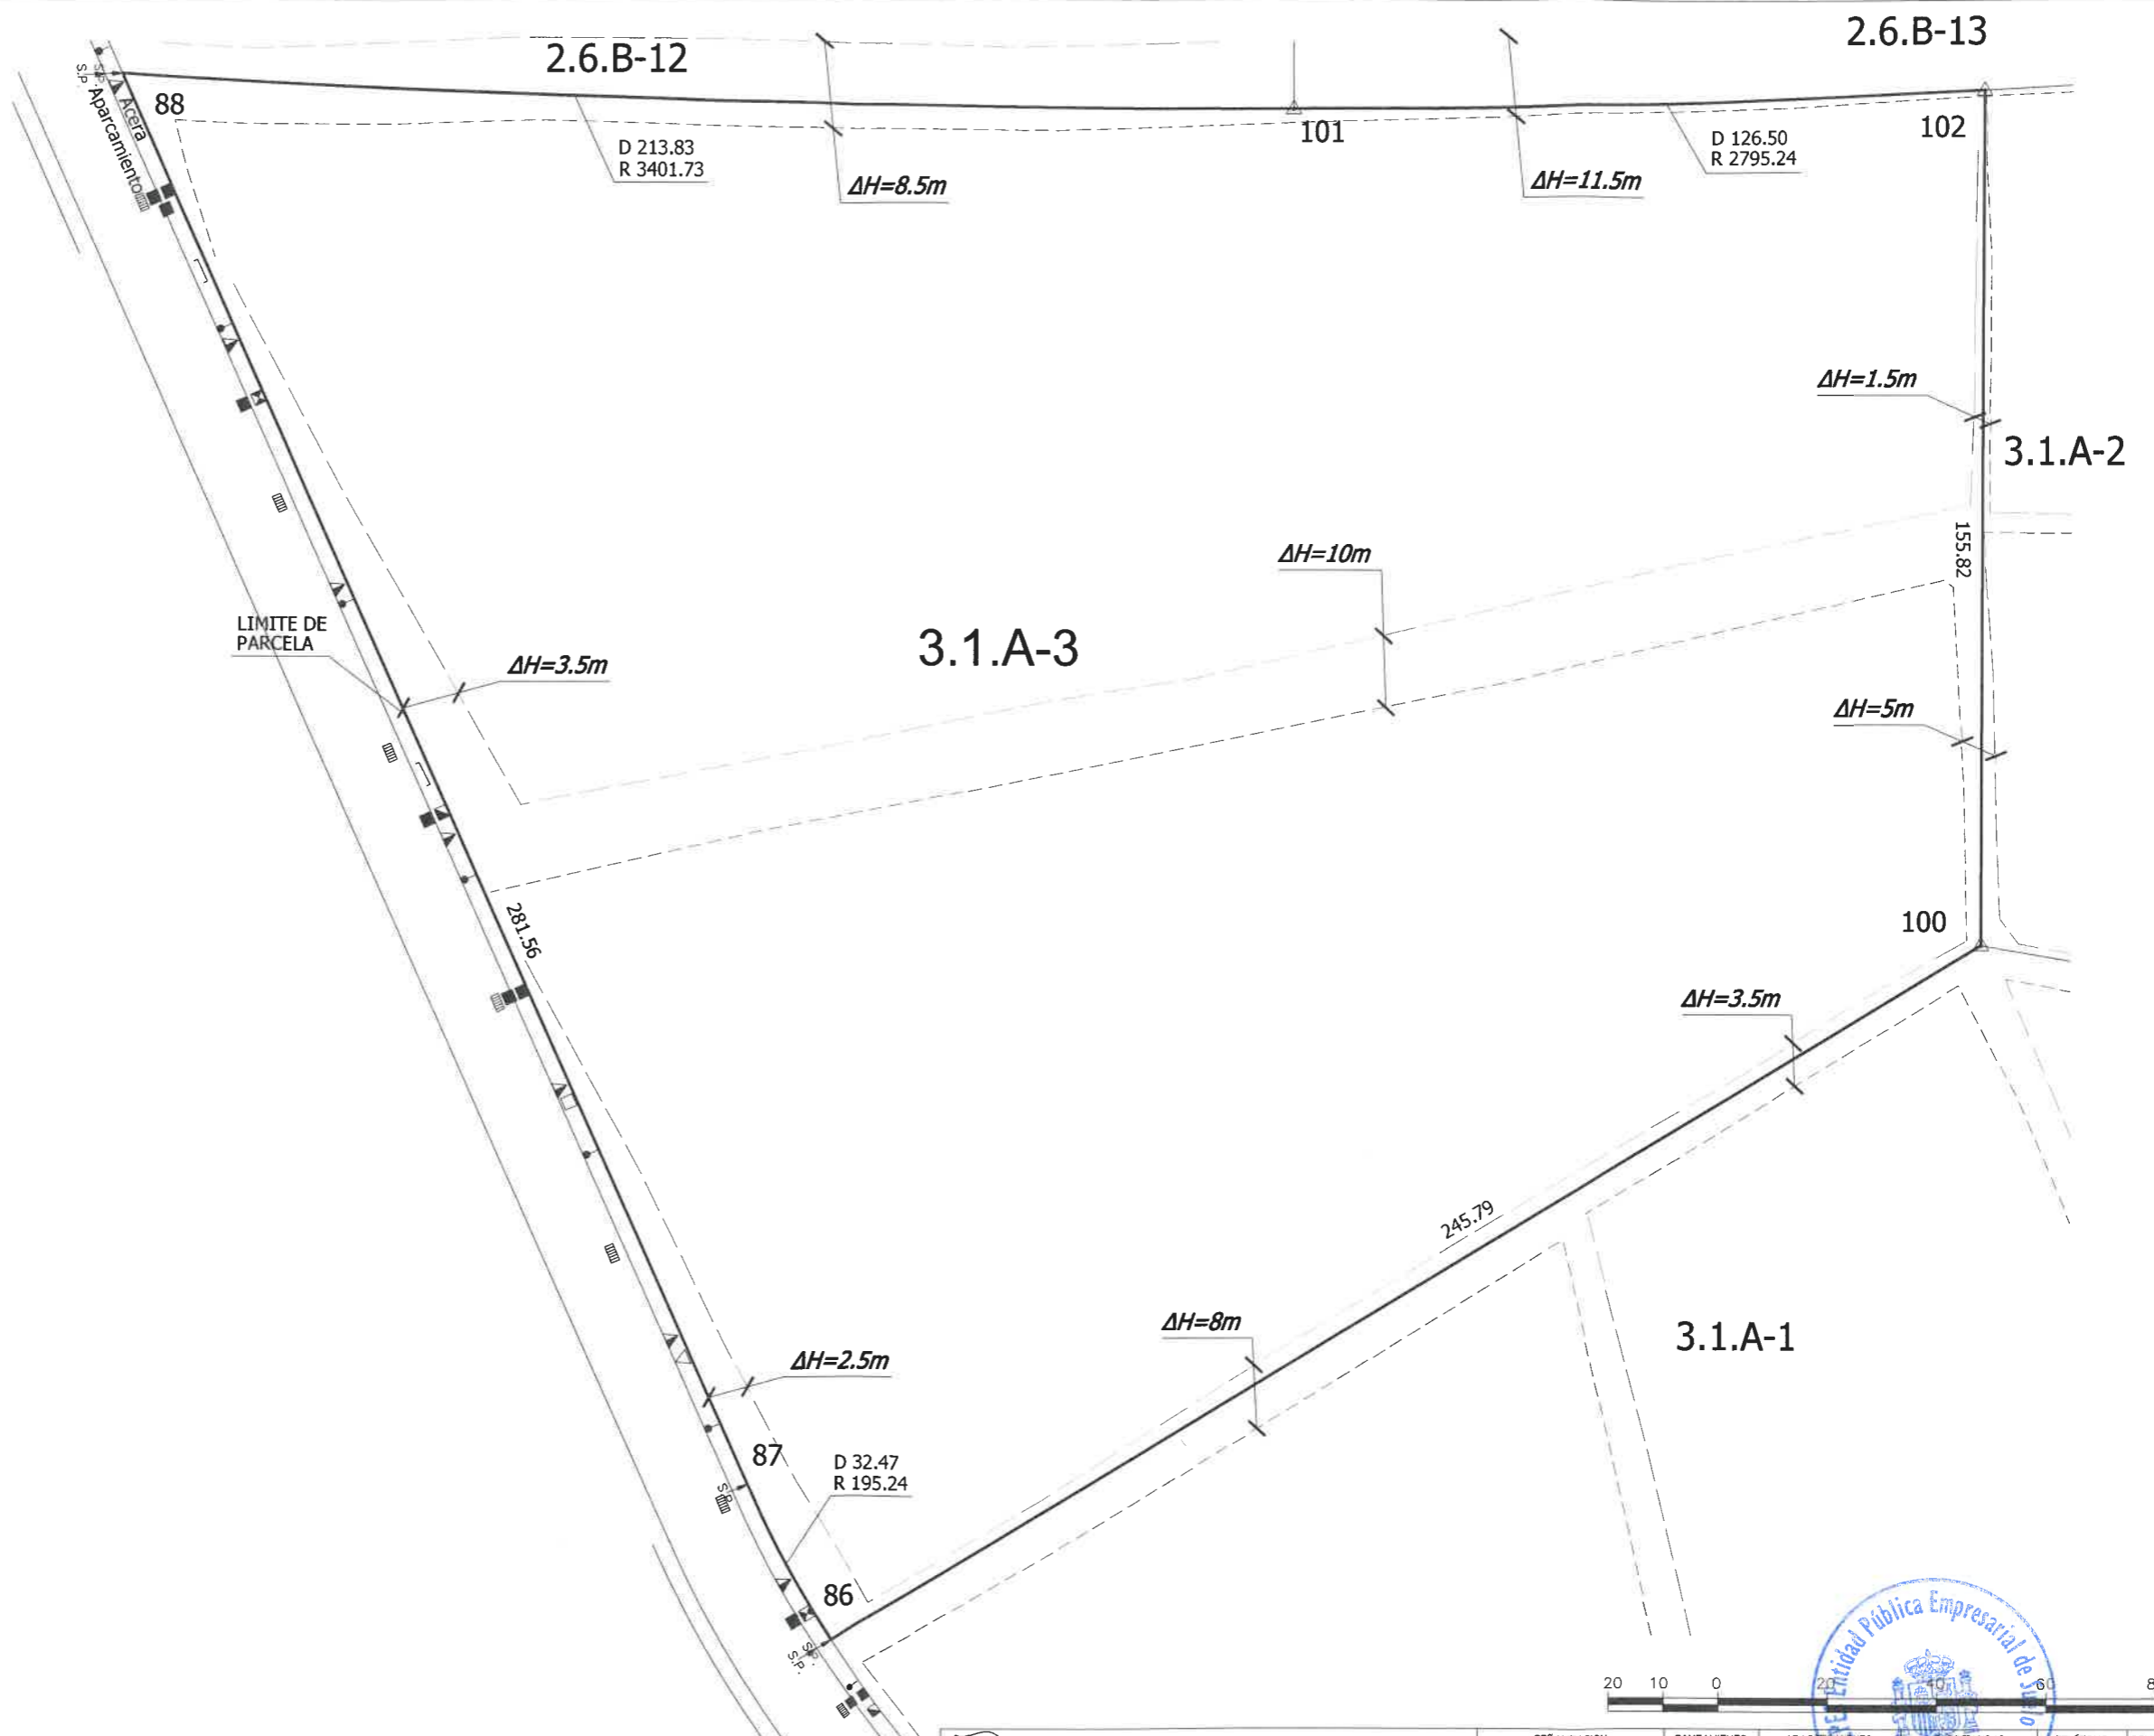 2.6.B-12
2.6.B-13
S.P.
S.P.
Aparcamiento
Acera
88
101
102
D 213.83
R 3401.73
D 126.50
R 2795.24
ΔH=8.5m
ΔH=11.5m
ΔH=1.5m
3.1.A-2
155.82
ΔH=10m
LIMITE DE
PARCELA
3.1.A-3
ΔH=3.5m
ΔH=5m
281.56
100
ΔH=3.5m
245.79
ΔH=8m
3.1.A-1
ΔH=2.5m
87
D 32.47
R 195.24
S.P.
86
S.P.
S.P.
20 10 0 20 40 60
Entidad Pública Empresarial de Suelo